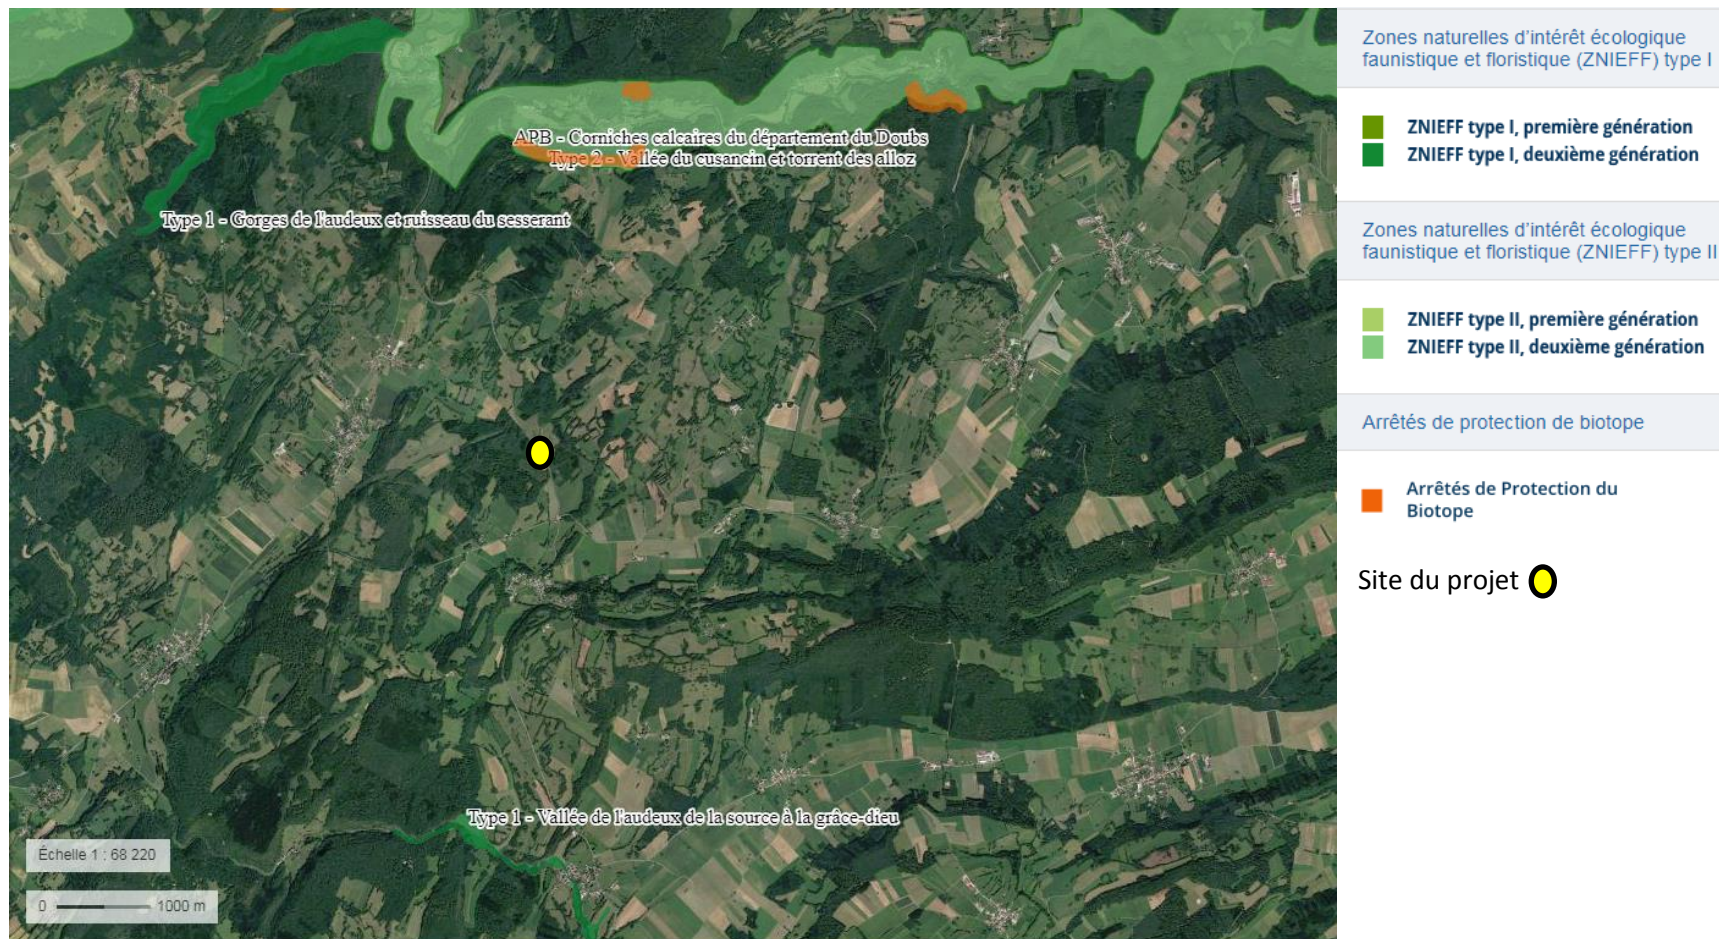 APB - Corniches calcaires du département du Doubs
Type 2 - Vallée du cusancin et torrent des alloz
Type 1 - Gorges de l'audeux et ruisseau du sesserant
Type 1 - Vallée de l'audeux de la source à la grâce-dieu
Échelle 1 : 68 220
0 1000 m
Zones naturelles d'intérêt écologique
faunistique et floristique (ZNIEFF) type I
ZNIEFF type I, première génération
ZNIEFF type I, deuxième génération
Zones naturelles d'intérêt écologique
faunistique et floristique (ZNIEFF) type II
ZNIEFF type II, première génération
ZNIEFF type II, deuxième génération
Arrêtés de protection de biotope
Arrêtés de Protection du
Biotope
Site du projet